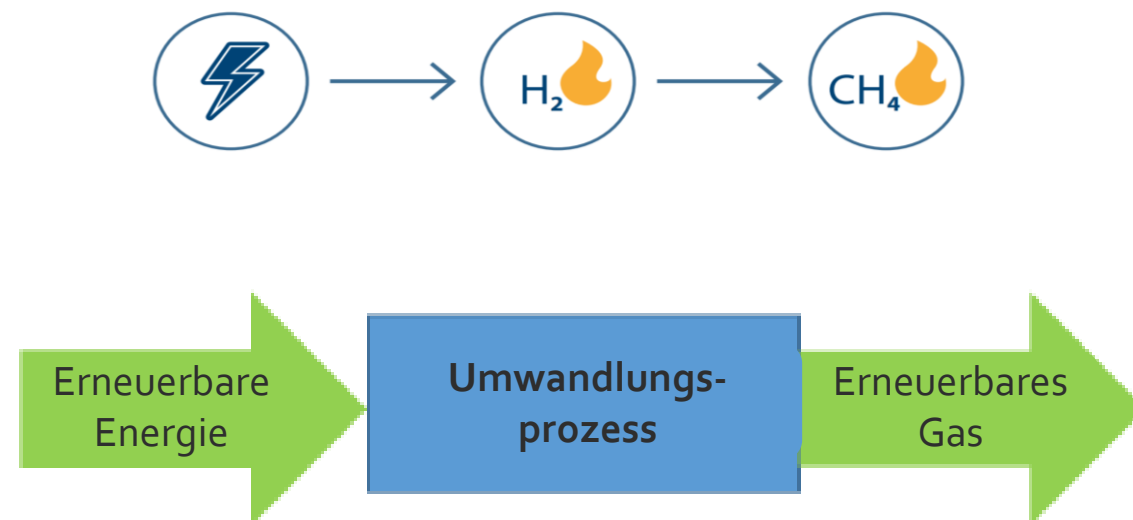 H₂ CH₄
Erneuerbare
Energie
Umwandlungs-
prozess
Erneuerbares
Gas